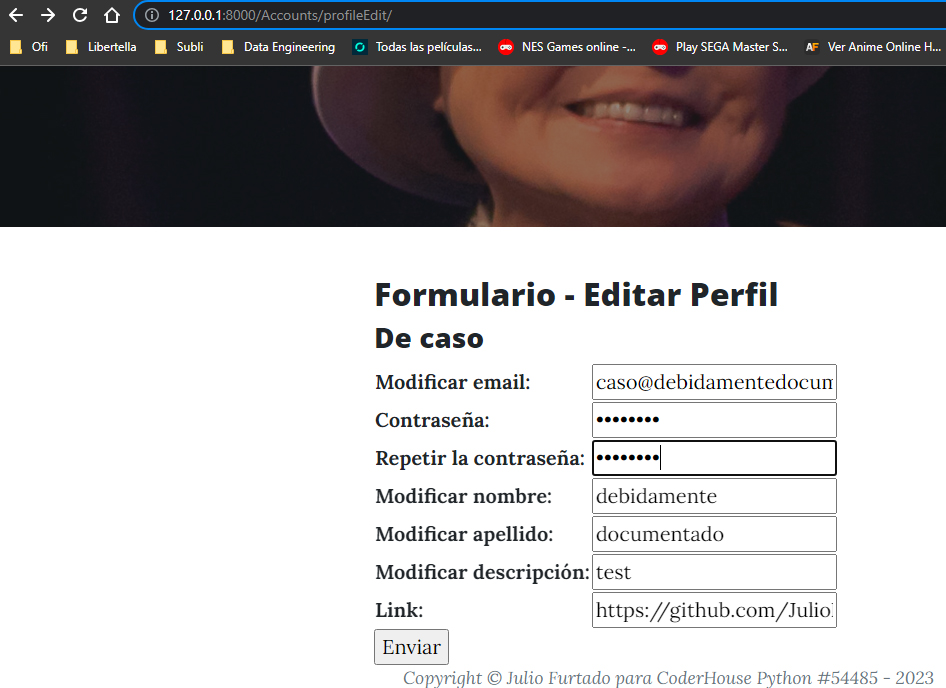 127.0.0.1:8000/Accounts/profileEdit/
Ofi Libertella Subli Data Engineering Todas las películas... NES Games online -... Play SEGA Master S... AF Ver Anime Online H...
Formulario - Editar Perfil
De caso
Modificar email: caso@debidamentedocum
Contraseña: ••••••••
Repetir la contraseña: ••••••••
Modificar nombre: debidamente
Modificar apellido: documentado
Modificar descripción: test
Link: https://github.com/Julio
Enviar
Copyright © Julio Furtado para CoderHouse Python #54485 - 2023